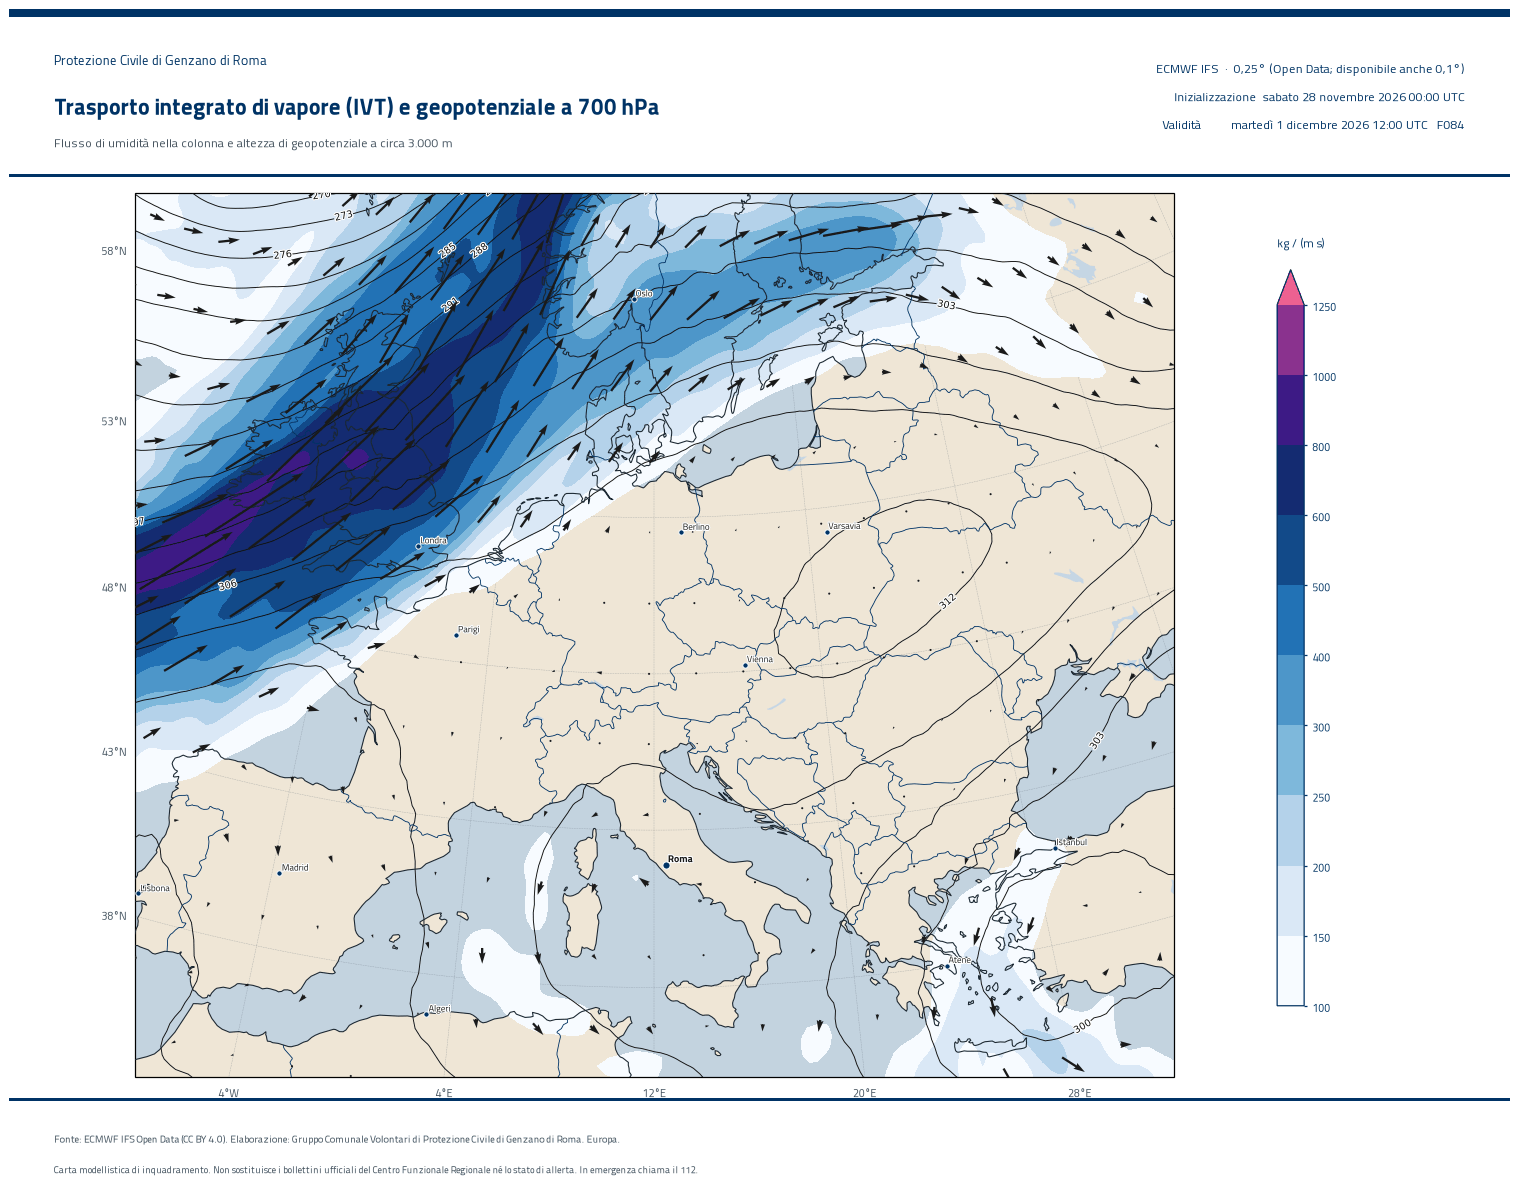 Protezione Civile di Genzano di Roma
Trasporto integrato di vapore (IVT) e geopotenziale a 700 hPa
Flusso di umidità nella colonna e altezza di geopotenziale a circa 3.000 m
ECMWF IFS · 0,25° (Open Data; disponibile anche 0,1°)
Inizializzazione sabato 28 novembre 2026 00:00 UTC
Validità martedì 1 dicembre 2026 12:00 UTC F084
270
273
276
285
288
291
303
306
312
303
300
58°N
53°N
48°N
43°N
38°N
4°W
4°E
12°E
20°E
28°E
Oslo
Londra
Berlino
Varsavia
Parigi
Vienna
Roma
Madrid
Lisbona
Algeri
Istanbul
Atene
kg / (m s)
1250
1000
800
600
500
400
300
250
200
150
100
Fonte: ECMWF IFS Open Data (CC BY 4.0). Elaborazione: Gruppo Comunale Volontari di Protezione Civile di Genzano di Roma. Europa.
Carta modellistica di inquadramento. Non sostituisce i bollettini ufficiali del Centro Funzionale Regionale né lo stato di allerta. In emergenza chiama il 112.